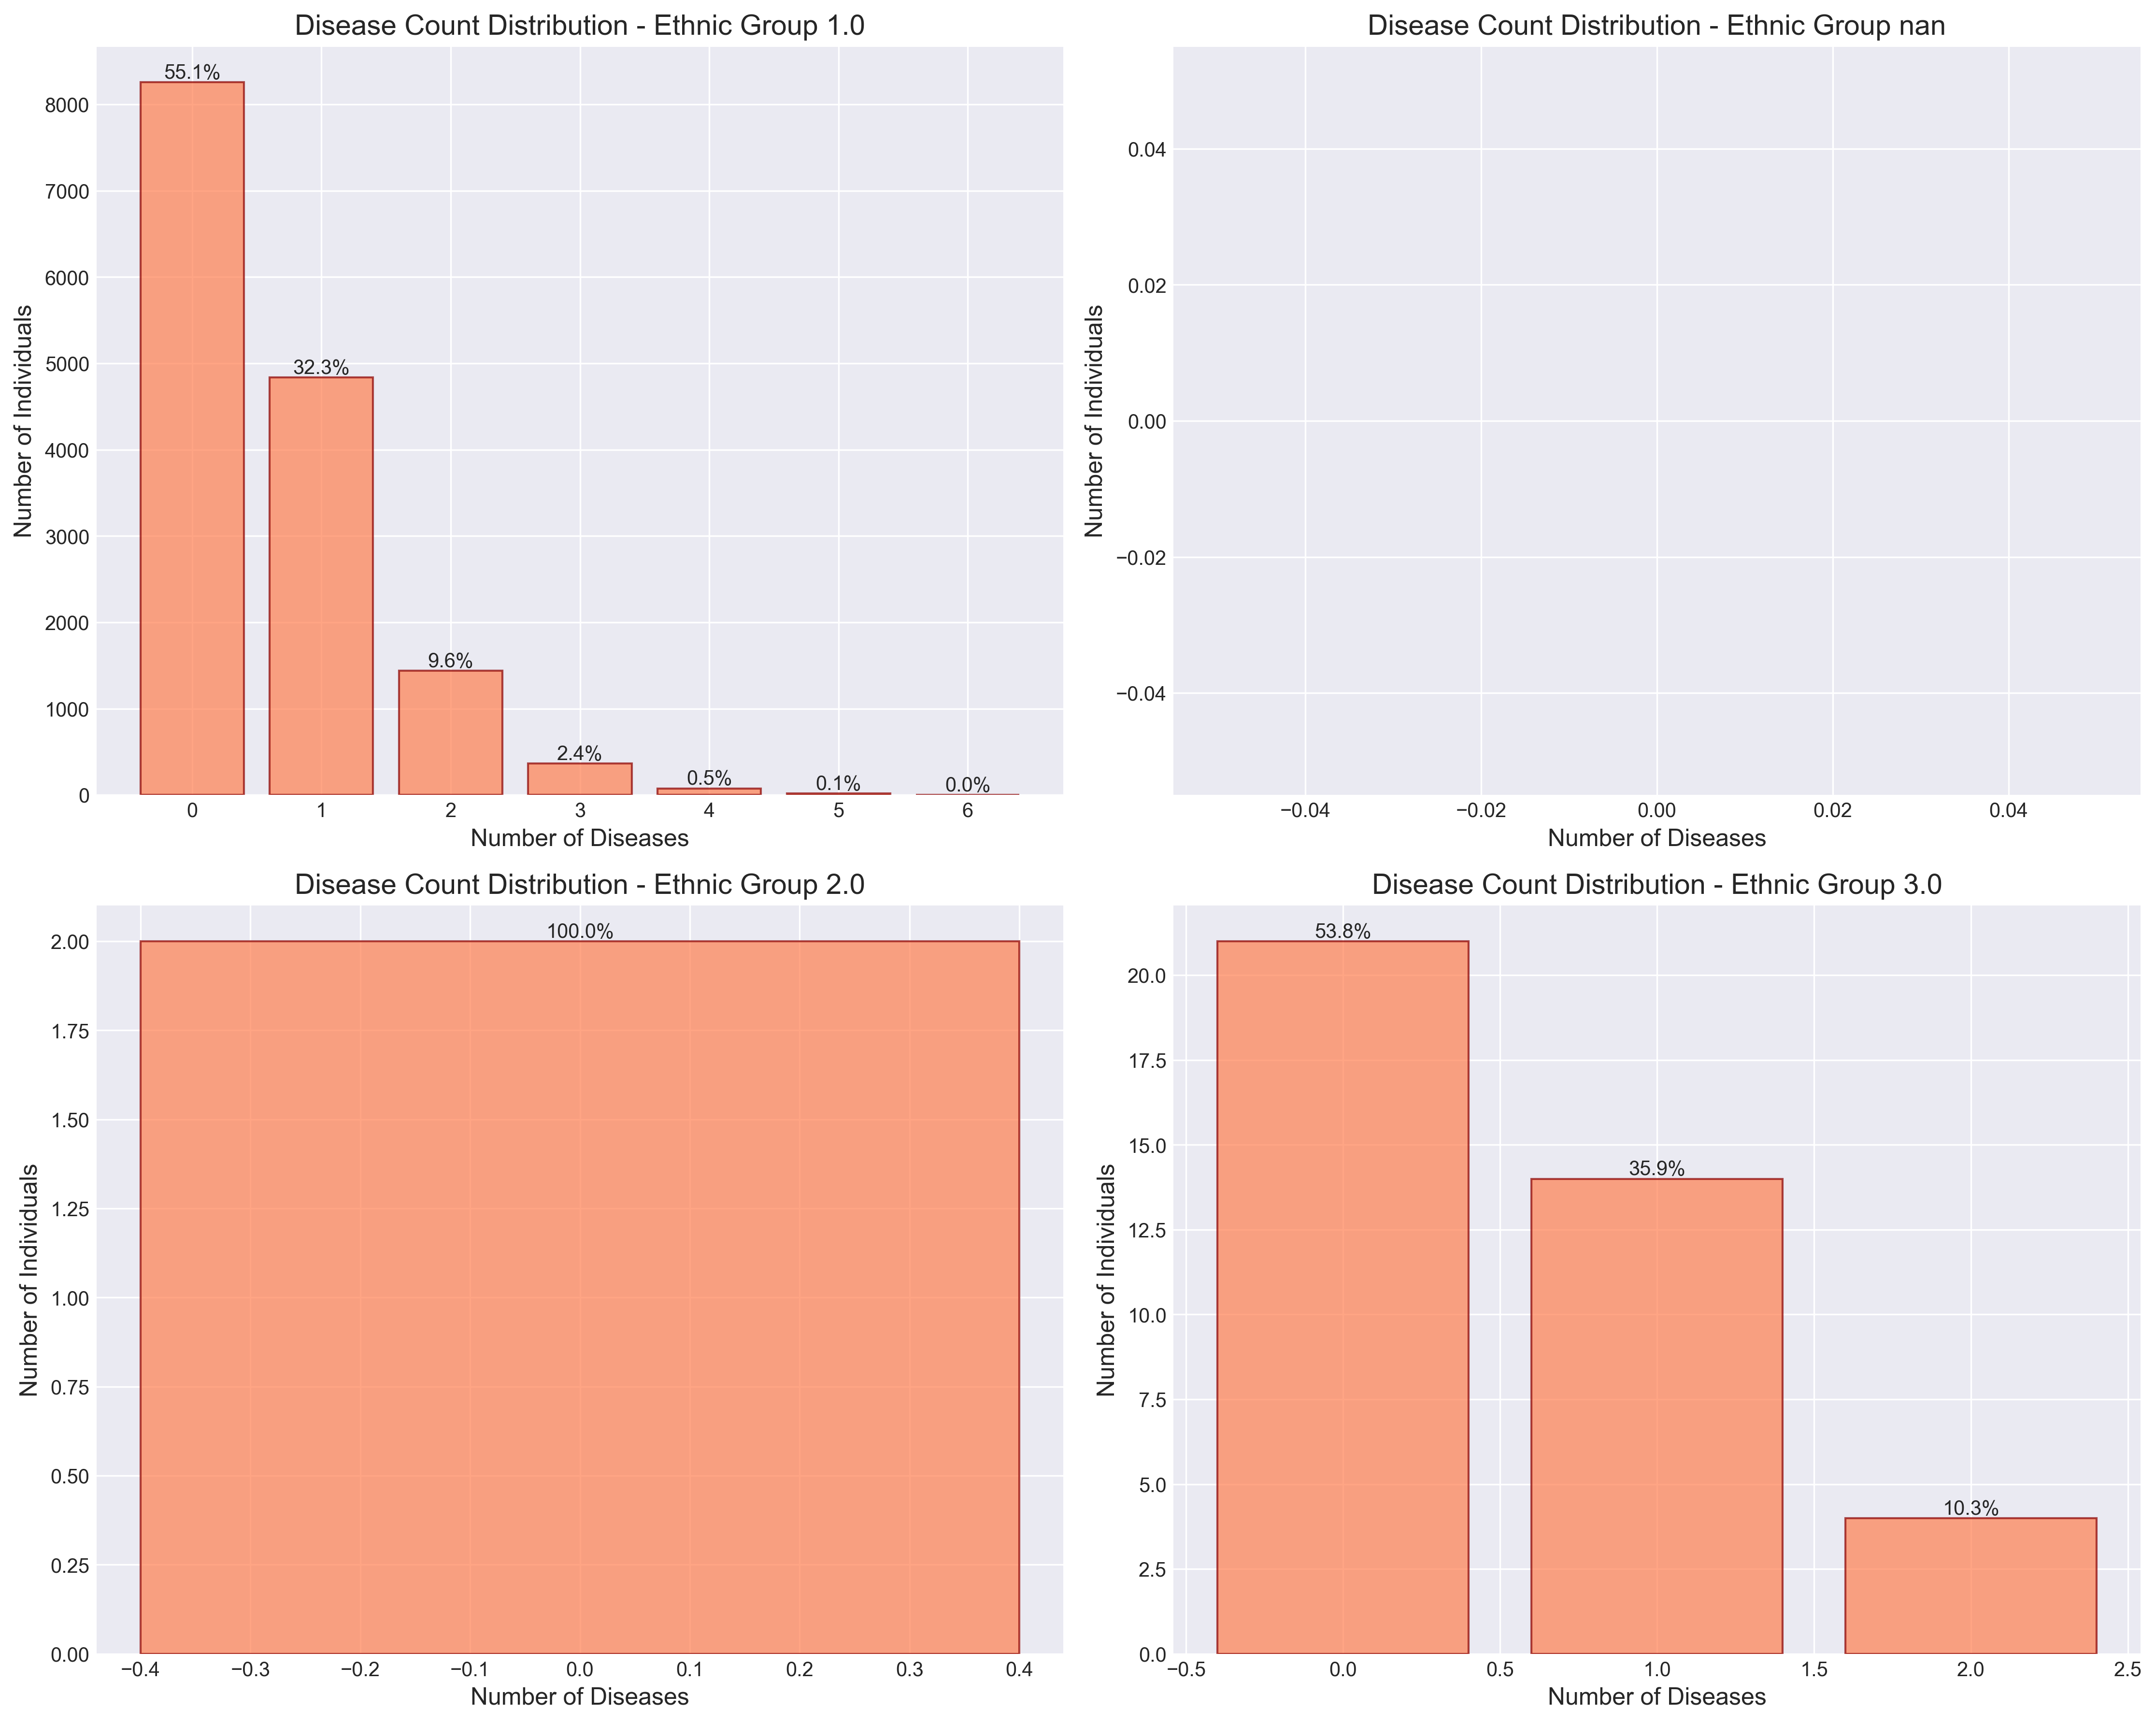 Disease Count Distribution - Ethnic Group 1.0
Number of Individuals
8000
7000
6000
5000
4000
3000
2000
1000
0
55.1%
32.3%
9.6%
2.4%
0.5%
0.1%
0.0%
0 1 2 3 4 5 6
Number of Diseases
Disease Count Distribution - Ethnic Group nan
Number of Individuals
0.04
0.02
0.00
−0.02
−0.04
−0.04 −0.02 0.00 0.02 0.04
Number of Diseases
Disease Count Distribution - Ethnic Group 2.0
Number of Individuals
2.00
1.75
1.50
1.25
1.00
0.75
0.50
0.25
0.00
100.0%
−0.4 −0.3 −0.2 −0.1 0.0 0.1 0.2 0.3 0.4
Number of Diseases
Disease Count Distribution - Ethnic Group 3.0
Number of Individuals
20.0
17.5
15.0
12.5
10.0
7.5
5.0
2.5
0.0
53.8%
35.9%
10.3%
−0.5 0.0 0.5 1.0 1.5 2.0 2.5
Number of Diseases